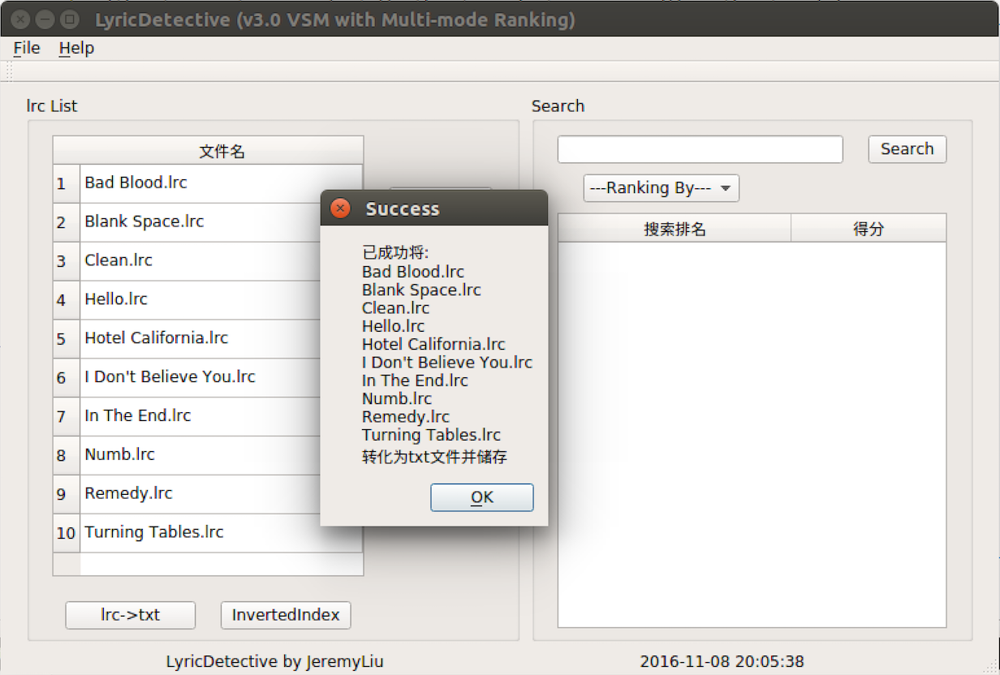 LyricDetective (v3.0 VSM with Multi-mode Ranking)
File Help
lrc List
文件名
1 Bad Blood.lrc
2 Blank Space.lrc
3 Clean.lrc
4 Hello.lrc
5 Hotel California.lrc
6 I Don't Believe You.lrc
7 In The End.lrc
8 Numb.lrc
9 Remedy.lrc
10 Turning Tables.lrc
lrc->txt InvertedIndex
Success
已成功将:
Bad Blood.lrc
Blank Space.lrc
Clean.lrc
Hello.lrc
Hotel California.lrc
I Don't Believe You.lrc
In The End.lrc
Numb.lrc
Remedy.lrc
Turning Tables.lrc
转化为txt文件并储存
OK
Search
Search
---Ranking By---
搜索排名 得分
LyricDetective by JeremyLiu 2016-11-08 20:05:38